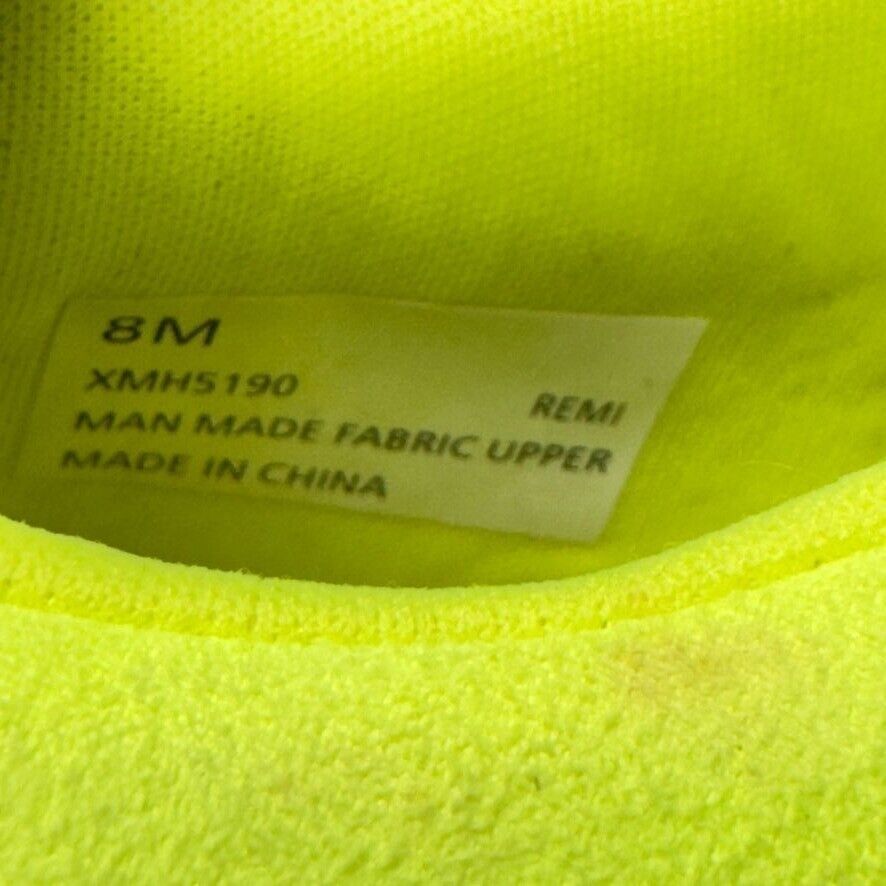 8M
XMH5190 REMI
MAN MADE FABRIC UPPER
MADE IN CHINA